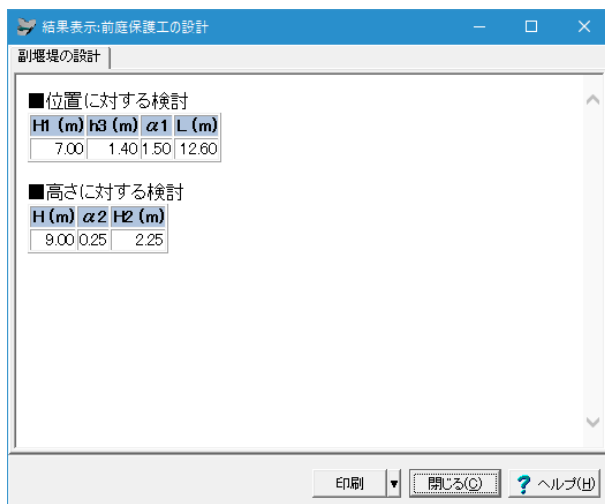 結果表示:前庭保護工の設計
副堰堤の設計
■位置に対する検討
H1 (m) h3 (m) α1 L (m)
7.00 1.40 1.50 12.60
■高さに対する検討
H (m) α2 H2 (m)
9.00 0.25 2.25
印刷 ▼ 閉じる(C) ? ヘルプ(H)